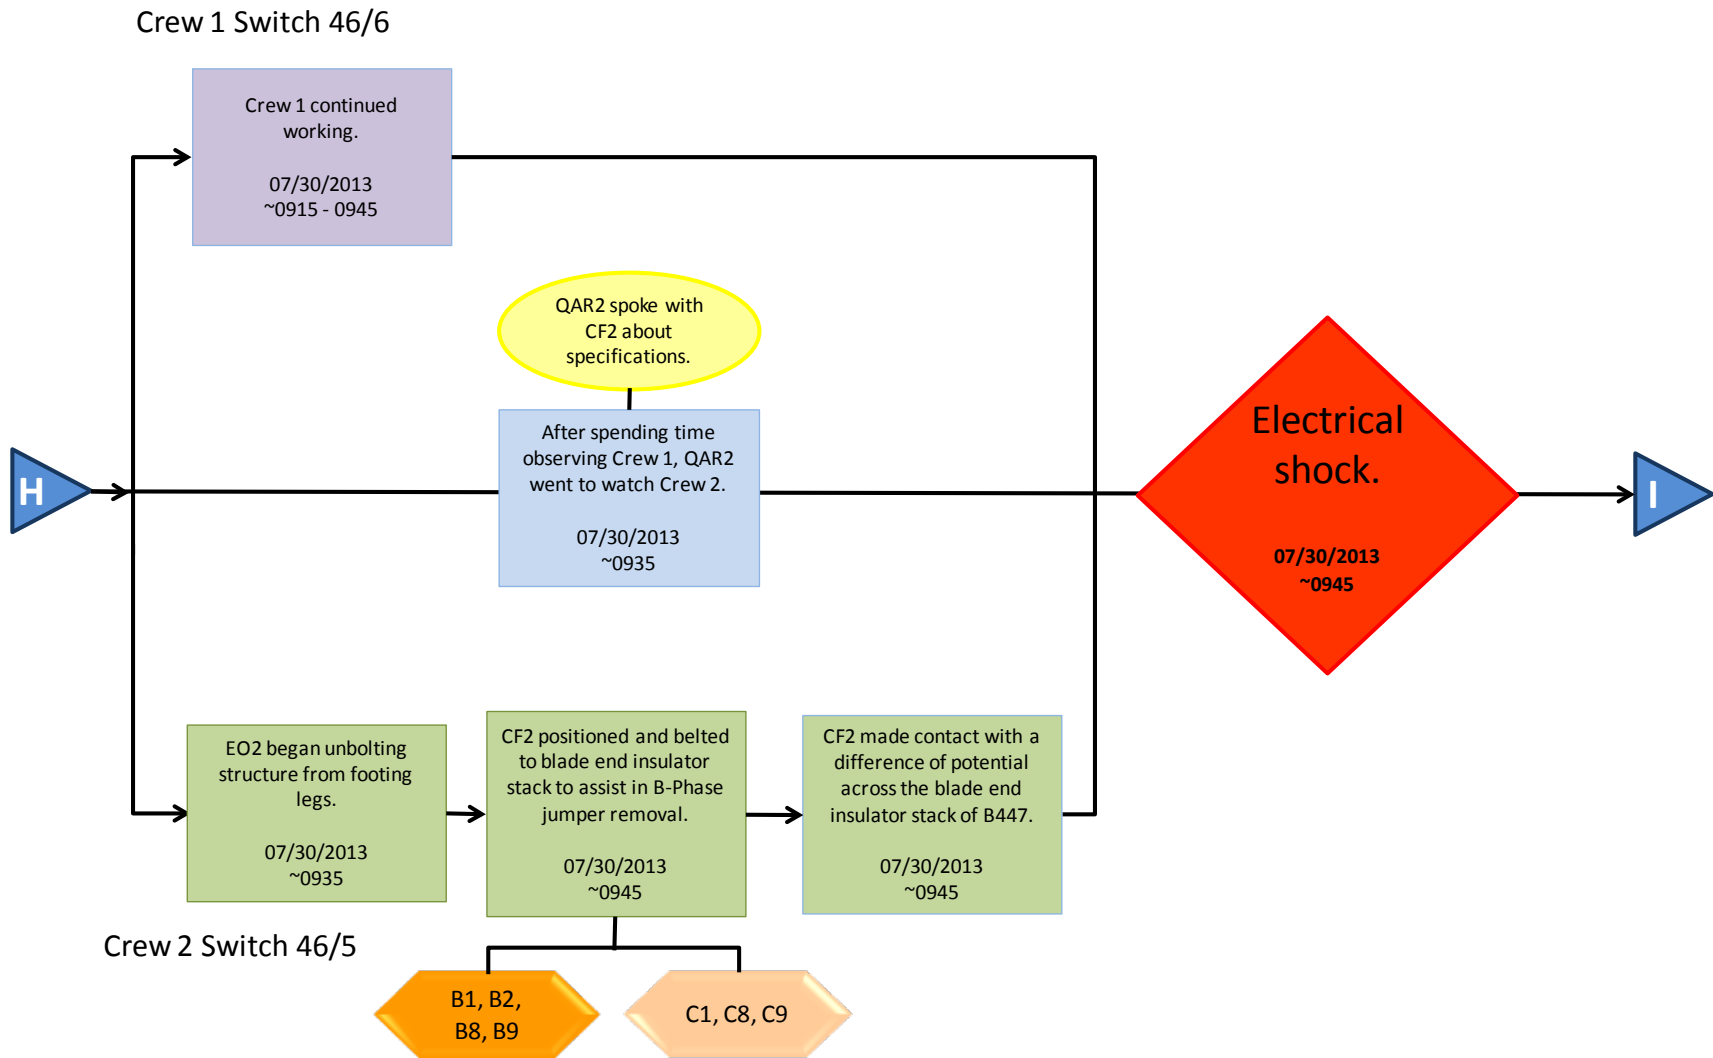 Crew 1 Switch 46/6
Crew 1 continued
working.
07/30/2013
~0915 - 0945
QAR2 spoke with
CF2 about
specifications.
After spending time
observing Crew 1, QAR2
went to watch Crew 2.
07/30/2013
~0935
H
Electrical
shock.
07/30/2013
~0945
I
EO2 began unbolting
structure from footing
legs.
07/30/2013
~0935
CF2 positioned and belted
to blade end insulator
stack to assist in B-Phase
jumper removal.
07/30/2013
~0945
CF2 made contact with a
difference of potential
across the blade end
insulator stack of B447.
07/30/2013
~0945
Crew 2 Switch 46/5
B1, B2,
B8, B9
C1, C8, C9